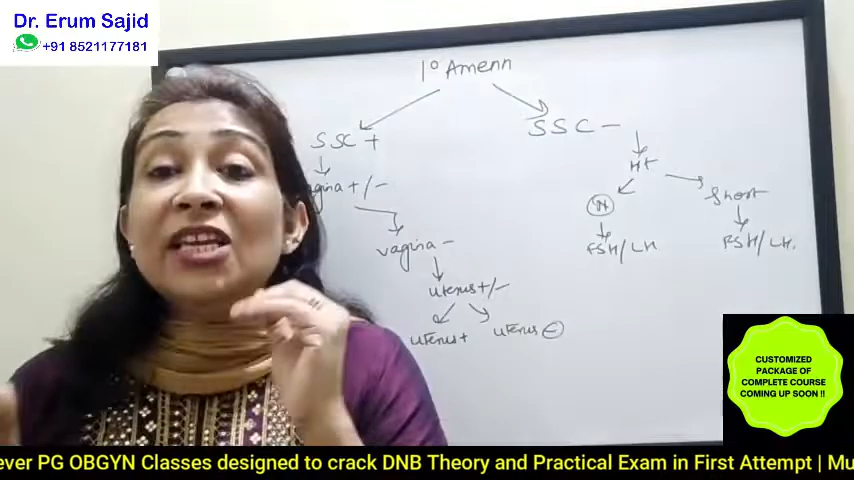 Dr. Erum Sajid
+91 8521177181
1° Amenn
SSC +
SSC -
Ht
vagina +/-
N
Short
FSH/LH
FSH/LH.
vagina -
uterus +/-
uterus +
uterus -
CUSTOMIZED
PACKAGE OF
COMPLETE COURSE
COMING UP SOON !!
ever PG OBGYN Classes designed to crack DNB Theory and Practical Exam in First Attempt | Mu